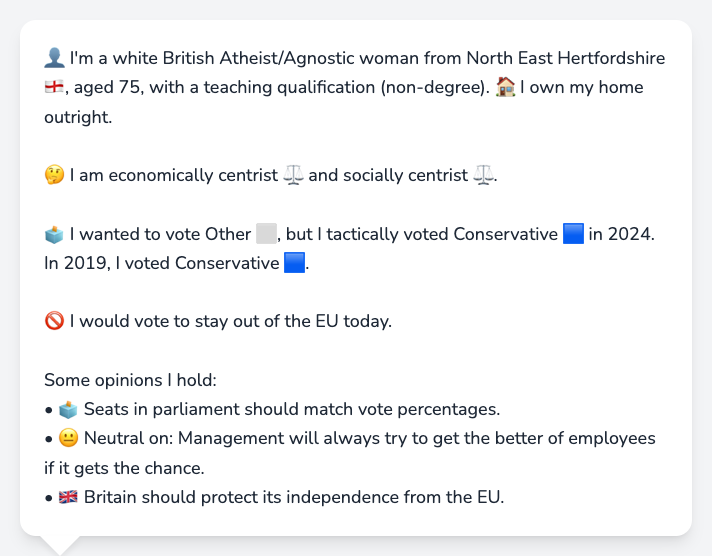 👤 I'm a white British Atheist/Agnostic woman from North East Hertfordshire
🏴󠁧󠁢󠁥󠁮󠁧󠁿, aged 75, with a teaching qualification (non-degree). 🏠 I own my home
outright.
🤔 I am economically centrist ⚖️ and socially centrist ⚖️.
🗳️ I wanted to vote Other ⬜, but I tactically voted Conservative 🟦 in 2024.
In 2019, I voted Conservative 🟦.
🚫 I would vote to stay out of the EU today.
Some opinions I hold:
• 🗳️ Seats in parliament should match vote percentages.
• 😐 Neutral on: Management will always try to get the better of employees
if it gets the chance.
• 🇬🇧 Britain should protect its independence from the EU.